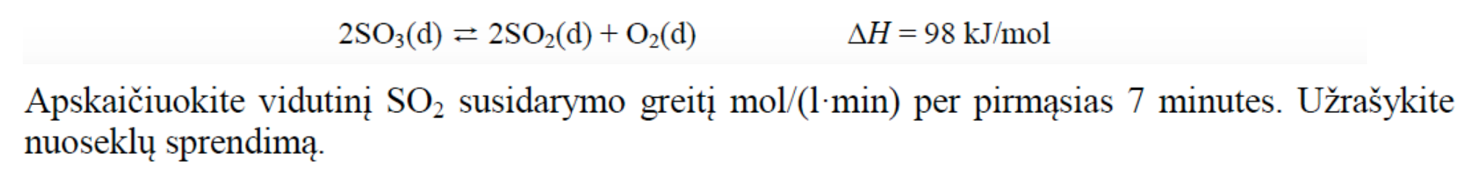 2SO₃(d) ⇄ 2SO₂(d) + O₂(d) ΔH = 98 kJ/mol
Apskaičiuokite vidutinį SO₂ susidarymo greitį mol/(l·min) per pirmąsias 7 minutes. Užrašykite
nuoseklų sprendimą.